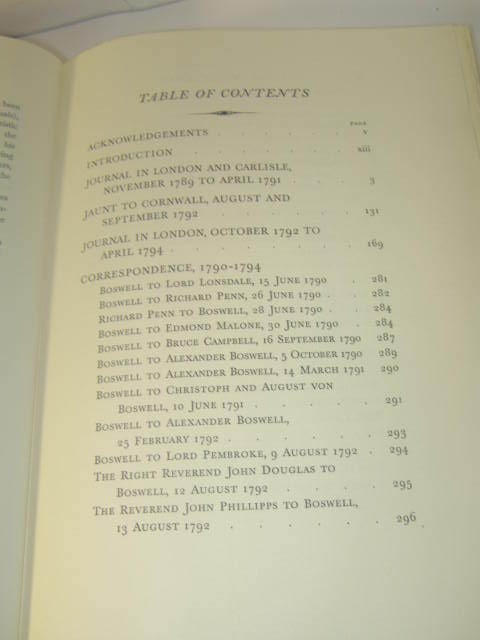 been
the
his
the
TABLE OF CONTENTS
PAGE
ACKNOWLEDGEMENTS . . . . . . v
INTRODUCTION . . . . . . . xiii
JOURNAL IN LONDON AND CARLISLE,
NOVEMBER 1789 TO APRIL 1791 . . . 3
JAUNT TO CORNWALL, AUGUST AND
SEPTEMBER 1792 . . . . . . 131
JOURNAL IN LONDON, OCTOBER 1792 TO
APRIL 1794 . . . . . . . 169
CORRESPONDENCE, 1790-1794
BOSWELL TO LORD LONSDALE, 15 JUNE 1790 . 281
BOSWELL TO RICHARD PENN, 26 JUNE 1790 . . 282
RICHARD PENN TO BOSWELL, 28 JUNE 1790 . . 284
BOSWELL TO EDMOND MALONE, 30 JUNE 1790 . 284
BOSWELL TO BRUCE CAMPBELL, 16 SEPTEMBER 1790 287
BOSWELL TO ALEXANDER BOSWELL, 5 OCTOBER 1790 289
BOSWELL TO ALEXANDER BOSWELL, 14 MARCH 1791 290
BOSWELL TO CHRISTOPH AND AUGUST VON
BOSWELL, 10 JUNE 1791 . . . . . 291
BOSWELL TO ALEXANDER BOSWELL,
25 FEBRUARY 1792 . . . . . . 293
BOSWELL TO LORD PEMBROKE, 9 AUGUST 1792 . 294
THE RIGHT REVEREND JOHN DOUGLAS TO
BOSWELL, 12 AUGUST 1792 . . . . 295
THE REVEREND JOHN PHILLIPPS TO BOSWELL,
13 AUGUST 1792 . . . . . . 296